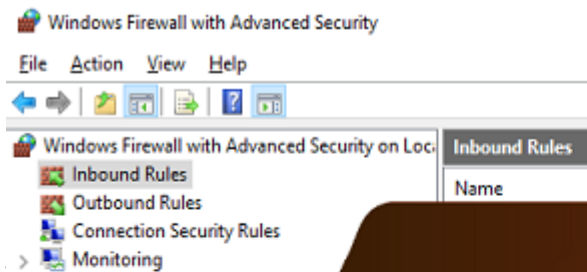 Windows Firewall with Advanced Security
File Action View Help
Windows Firewall with Advanced Security on Loca
Inbound Rules
Inbound Rules
Outbound Rules
Connection Security Rules
Monitoring
Name